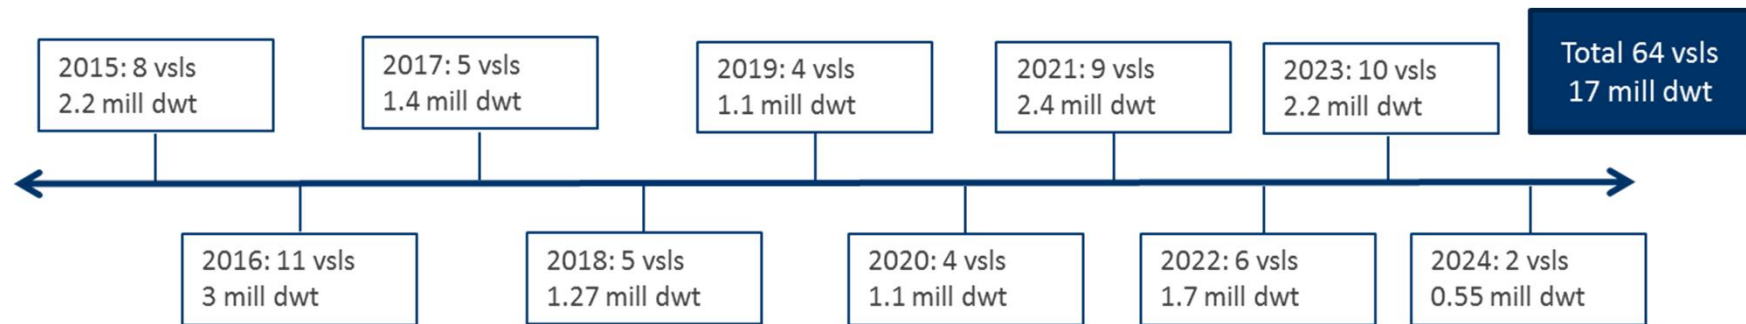 2015: 8 vsls
2.2 mill dwt
2017: 5 vsls
1.4 mill dwt
2019: 4 vsls
1.1 mill dwt
2021: 9 vsls
2.4 mill dwt
2023: 10 vsls
2.2 mill dwt
Total 64 vsls
17 mill dwt
2016: 11 vsls
3 mill dwt
2018: 5 vsls
1.27 mill dwt
2020: 4 vsls
1.1 mill dwt
2022: 6 vsls
1.7 mill dwt
2024: 2 vsls
0.55 mill dwt